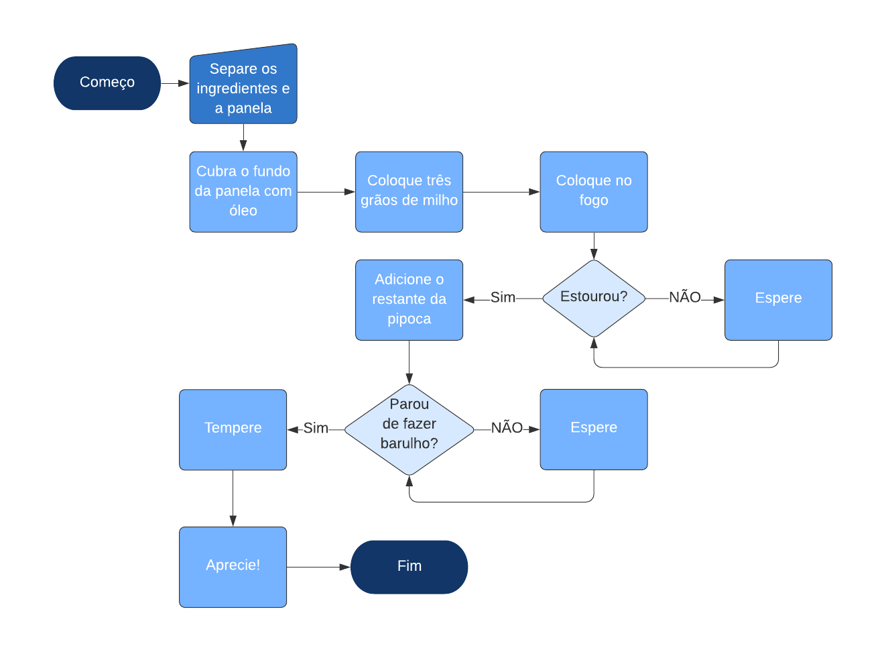 Começo
Separe os
ingredientes e
a panela
Cubra o fundo
da panela com
óleo
Coloque três
grãos de milho
Coloque no
fogo
Estourou?
NÃO
Espere
Sim
Adicione o
restante da
pipoca
Parou
de fazer
barulho?
NÃO
Espere
Sim
Tempere
Aprecie!
Fim